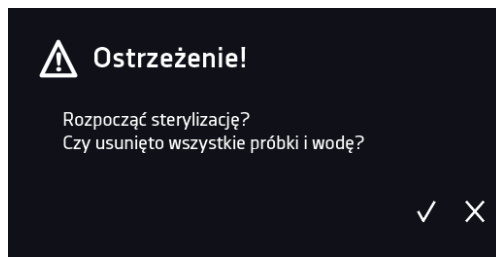 Ostrzeżenie!
Rozpocząć sterylizację?
Czy usunięto wszystkie próbki i wodę?